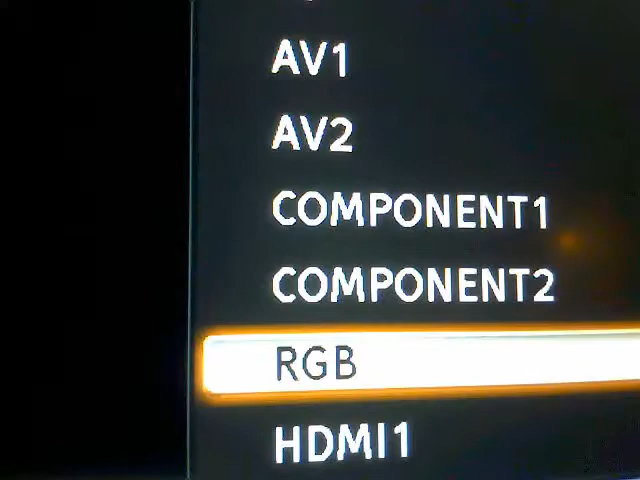 AV1
AV2
COMPONENT1
COMPONENT2
RGB
HDMI1